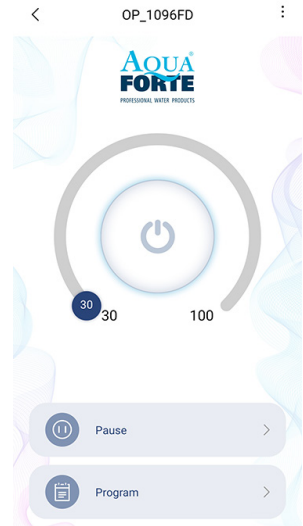 OP_1096FD
AQUA
FORTE
PROFESSIONAL WATER PRODUCTS
30
30
100
Pause
Program